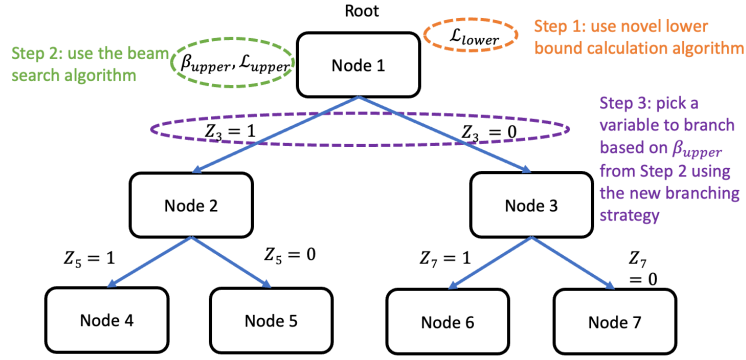 Root
Step 1: use novel lower
bound calculation algorithm
ℒ_lower
Step 2: use the beam
search algorithm
β_upper, ℒ_upper
Node 1
Step 3: pick a
variable to branch
based on β_upper
from Step 2 using
the new branching
strategy
Z_3 = 1
Z_3 = 0
Node 2
Node 3
Z_5 = 1
Z_5 = 0
Z_7 = 1
Z_7
= 0
Node 4
Node 5
Node 6
Node 7